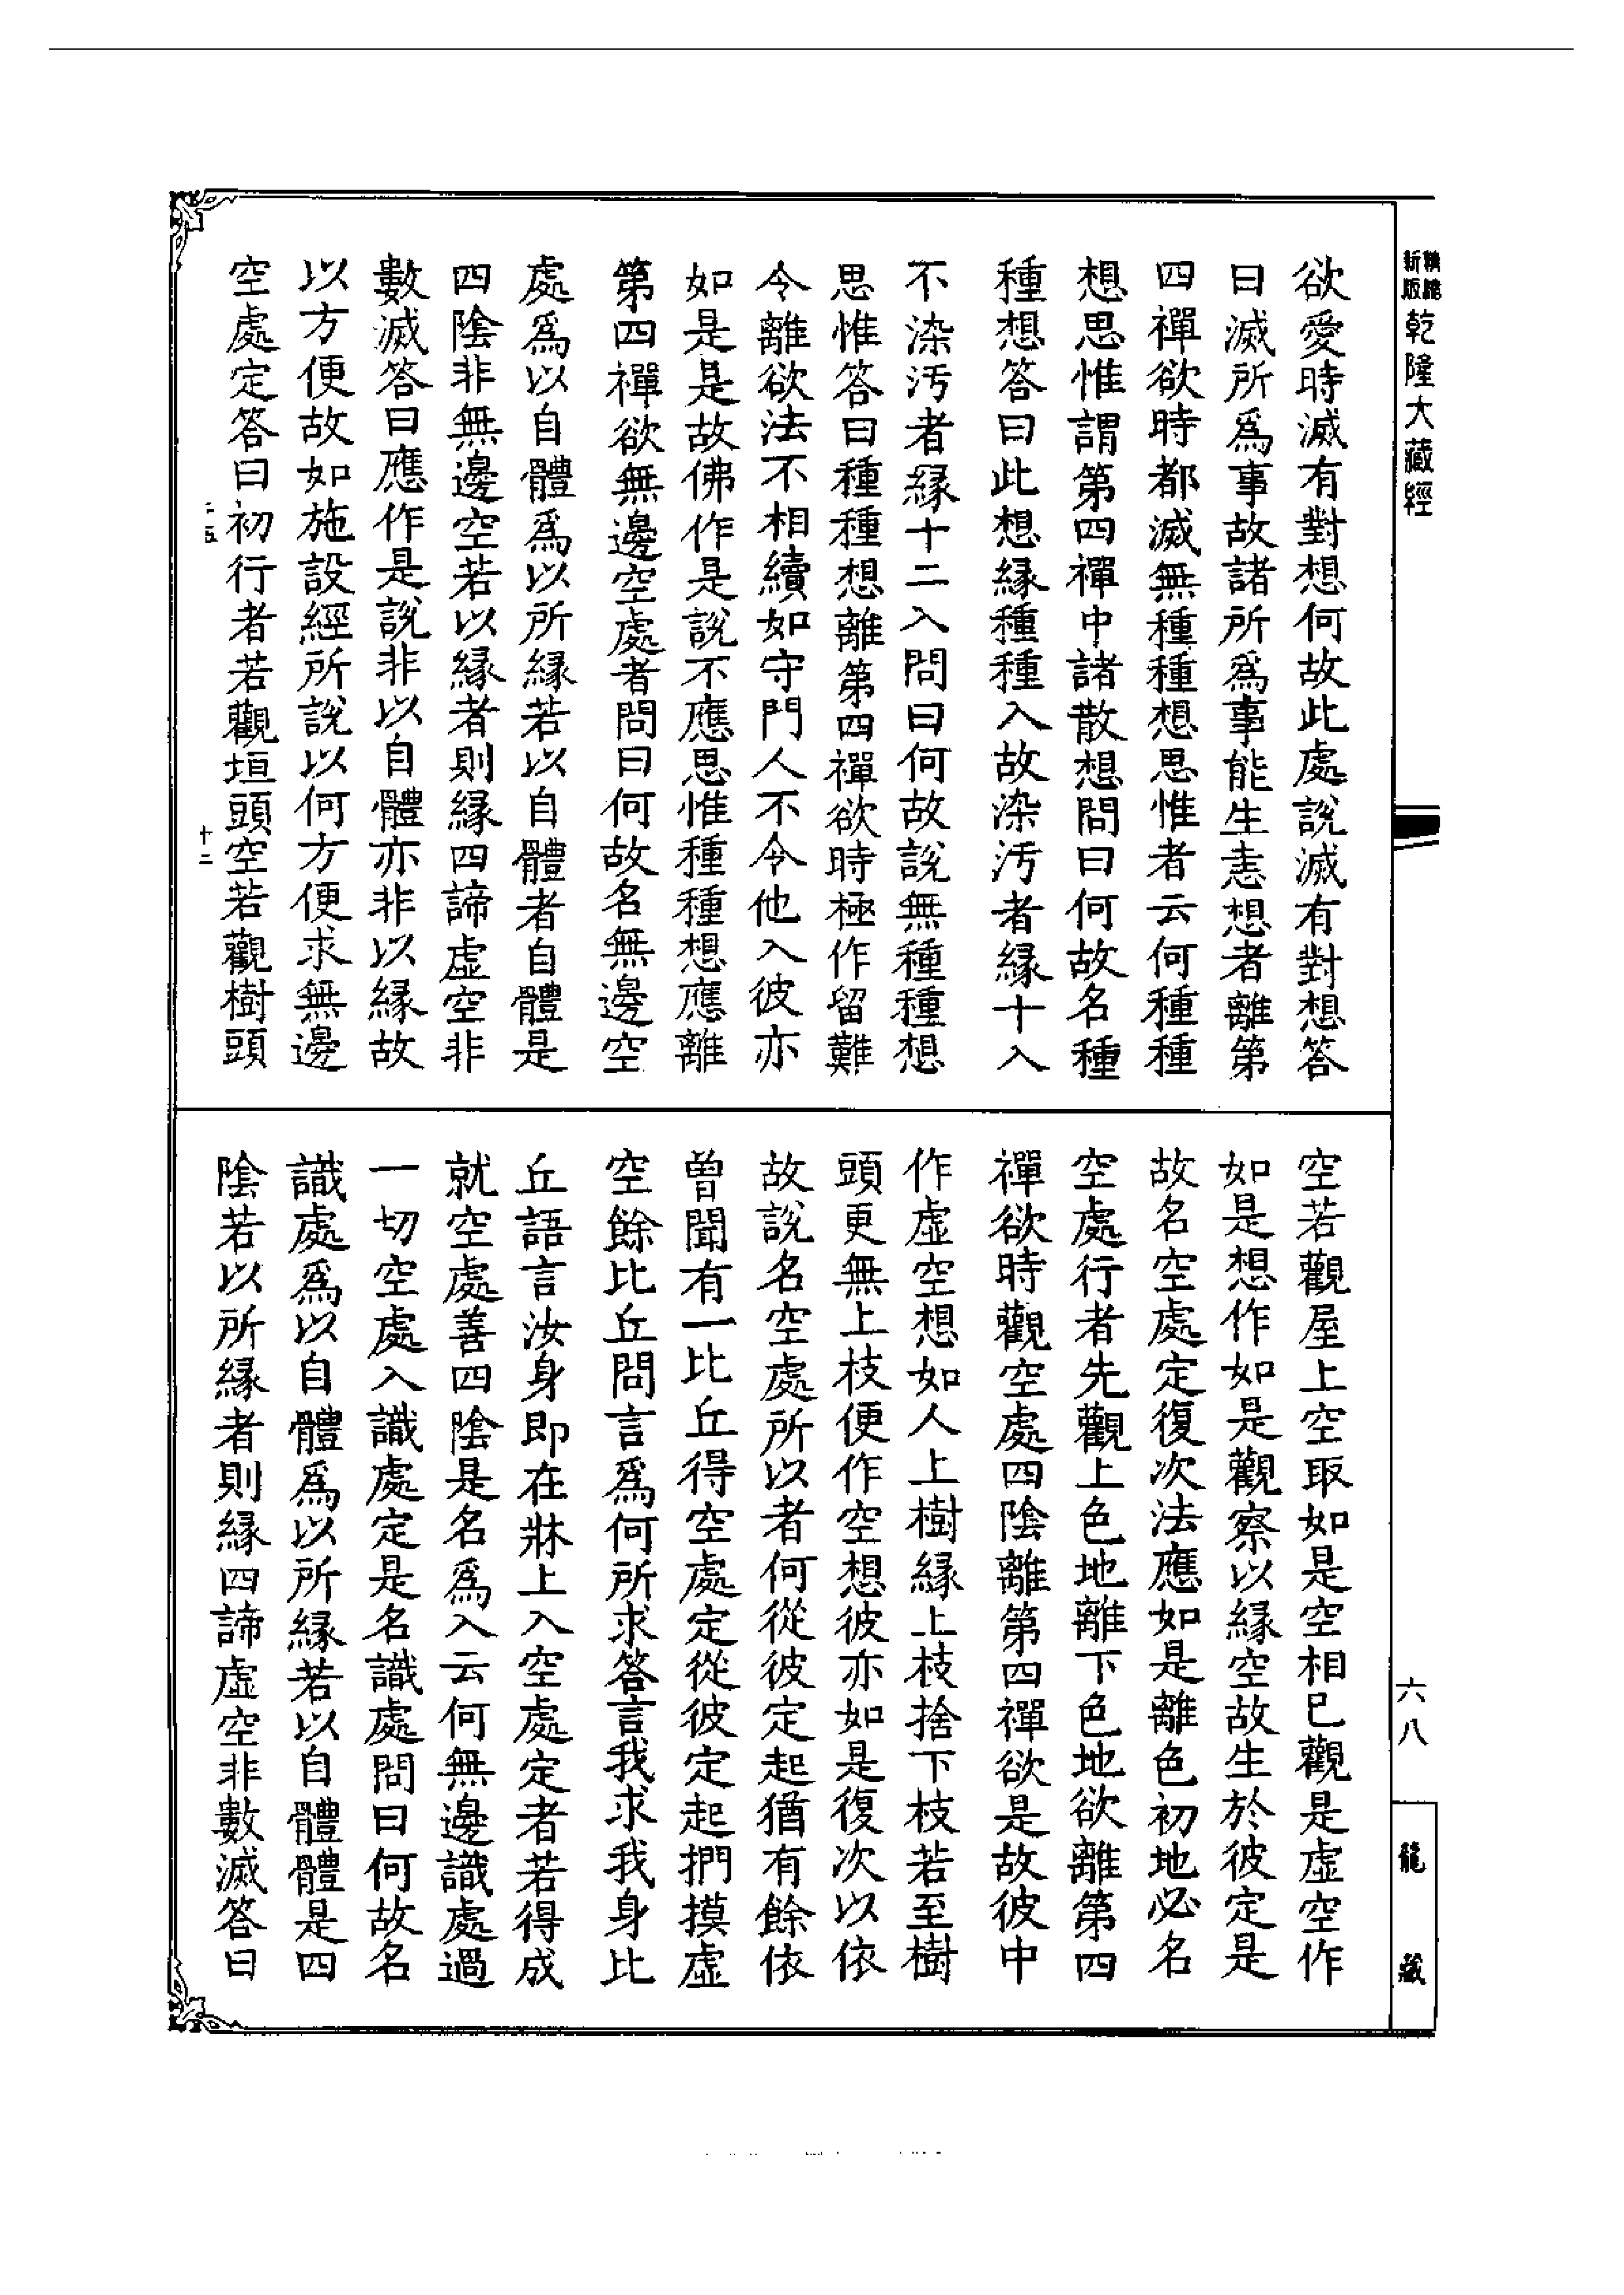 新版
精縮
乾隆大藏經
六八
龍藏
欲愛時滅有對想何故此處說滅有對想答
曰滅所爲事故諸所爲事能生恚想者離第
四禪欲時都滅無種種想思惟者云何種種
想思惟謂第四禪中諸散想問曰何故名種
種想答曰此想緣種種入故染汚者緣十入
不染汚者緣十二入問曰何故說無種種想
思惟答曰種種想離第四禪欲時極作留難
令離欲法不相續如守門人不令他入彼亦
如是是故佛作是說不應思惟種種想應離
第四禪欲無邊空處者問曰何故名無邊空
處爲以自體爲以所緣若以自體者自體是
四陰非無邊空若以緣者則緣四諦虛空非
數滅答曰應作是說非以自體亦非以緣故
以方便故如施設經所說以何方便求無邊
空處定答曰初行者若觀垣頭空若觀樹頭
十二
空若觀屋上空取如是空相已觀是虛空作
如是想作如是觀察以緣空故生於彼定是
故名空處定復次法應如是離色初地必名
空處行者先觀上色地離下色地欲離第四
禪欲時觀空處四陰離第四禪欲是故彼中
作虛空想如人上樹緣上枝捨下枝若至樹
頭更無上枝便作空想彼亦如是復次以依
故說名空處所以者何從彼定起猶有餘依
曾聞有一比丘得空處定從彼定起捫摸虛
空餘比丘問言爲何所求答言我求我身比
丘語言汝身即在牀上入空處定者若得成
就空處善四陰是名爲入云何無邊識處過
一切空處入識處定是名識處問曰何故名
識處爲以自體爲以所緣若以自體體是四
陰若以所緣者則緣四諦虛空非數滅答曰